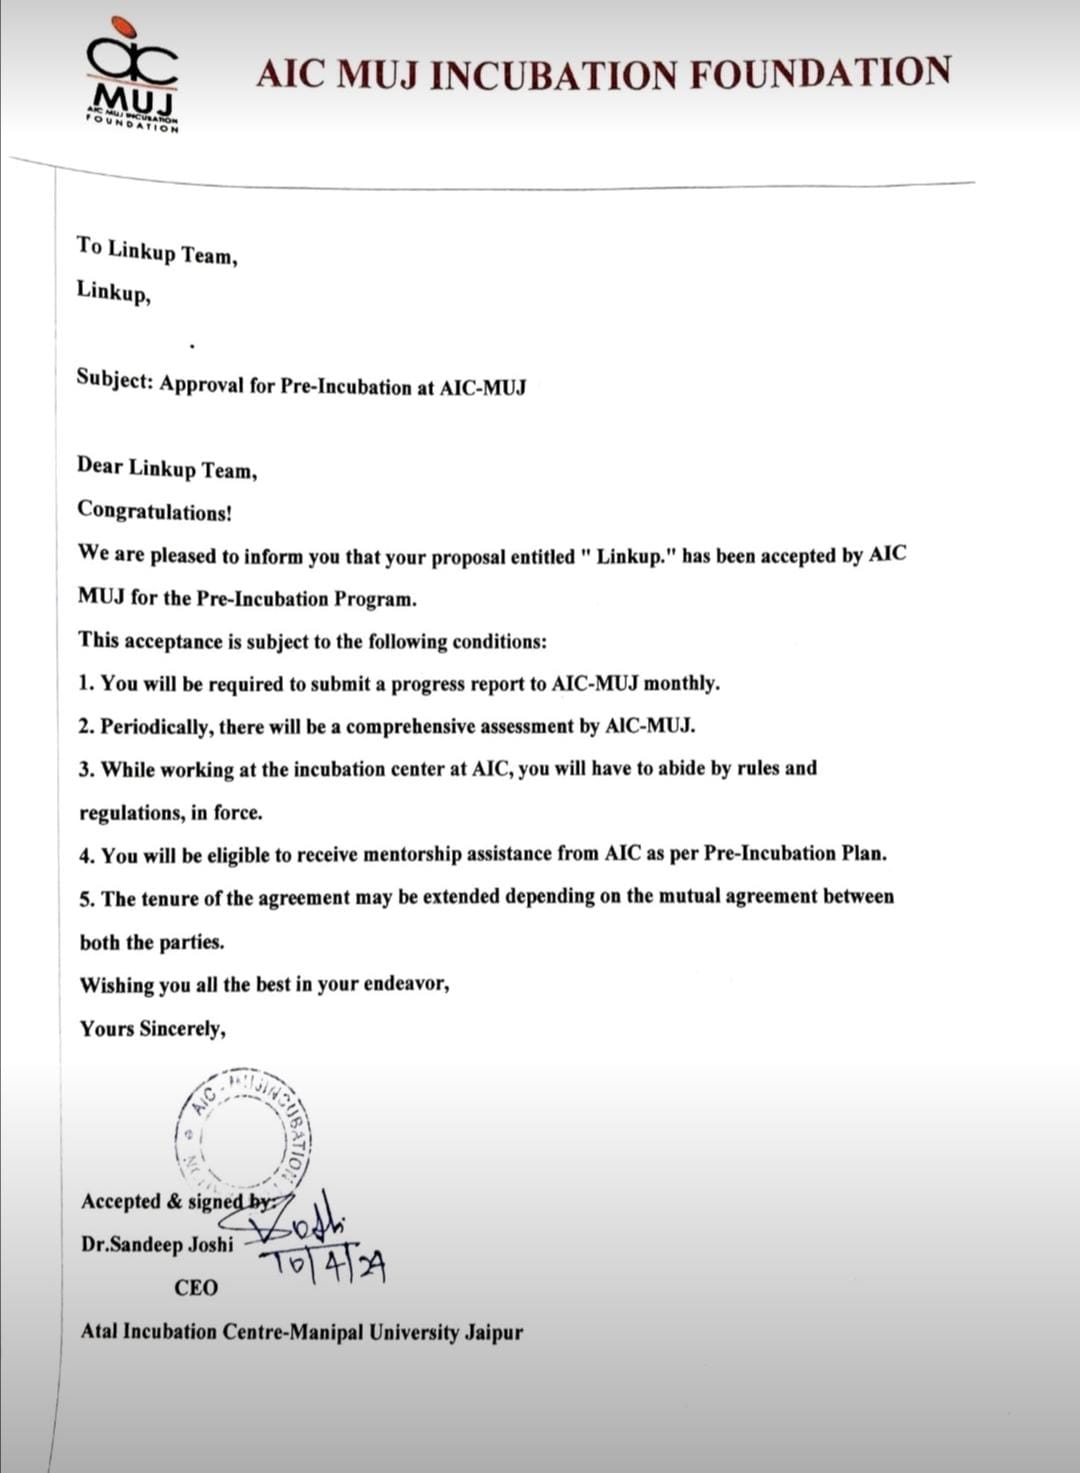 aic
MUJ
AIC MUJ INCUBATION
FOUNDATION
AIC MUJ INCUBATION FOUNDATION
To Linkup Team,
Linkup,
Subject: Approval for Pre-Incubation at AIC-MUJ
Dear Linkup Team,
Congratulations!
We are pleased to inform you that your proposal entitled " Linkup." has been accepted by AIC
MUJ for the Pre-Incubation Program.
This acceptance is subject to the following conditions:
1. You will be required to submit a progress report to AIC-MUJ monthly.
2. Periodically, there will be a comprehensive assessment by AIC-MUJ.
3. While working at the incubation center at AIC, you will have to abide by rules and
regulations, in force.
4. You will be eligible to receive mentorship assistance from AIC as per Pre-Incubation Plan.
5. The tenure of the agreement may be extended depending on the mutual agreement between
both the parties.
Wishing you all the best in your endeavor,
Yours Sincerely,
AIC - MUJ INCUBATION
Accepted & signed by:
Dr.Sandeep Joshi
10/4/24
CEO
Atal Incubation Centre-Manipal University Jaipur